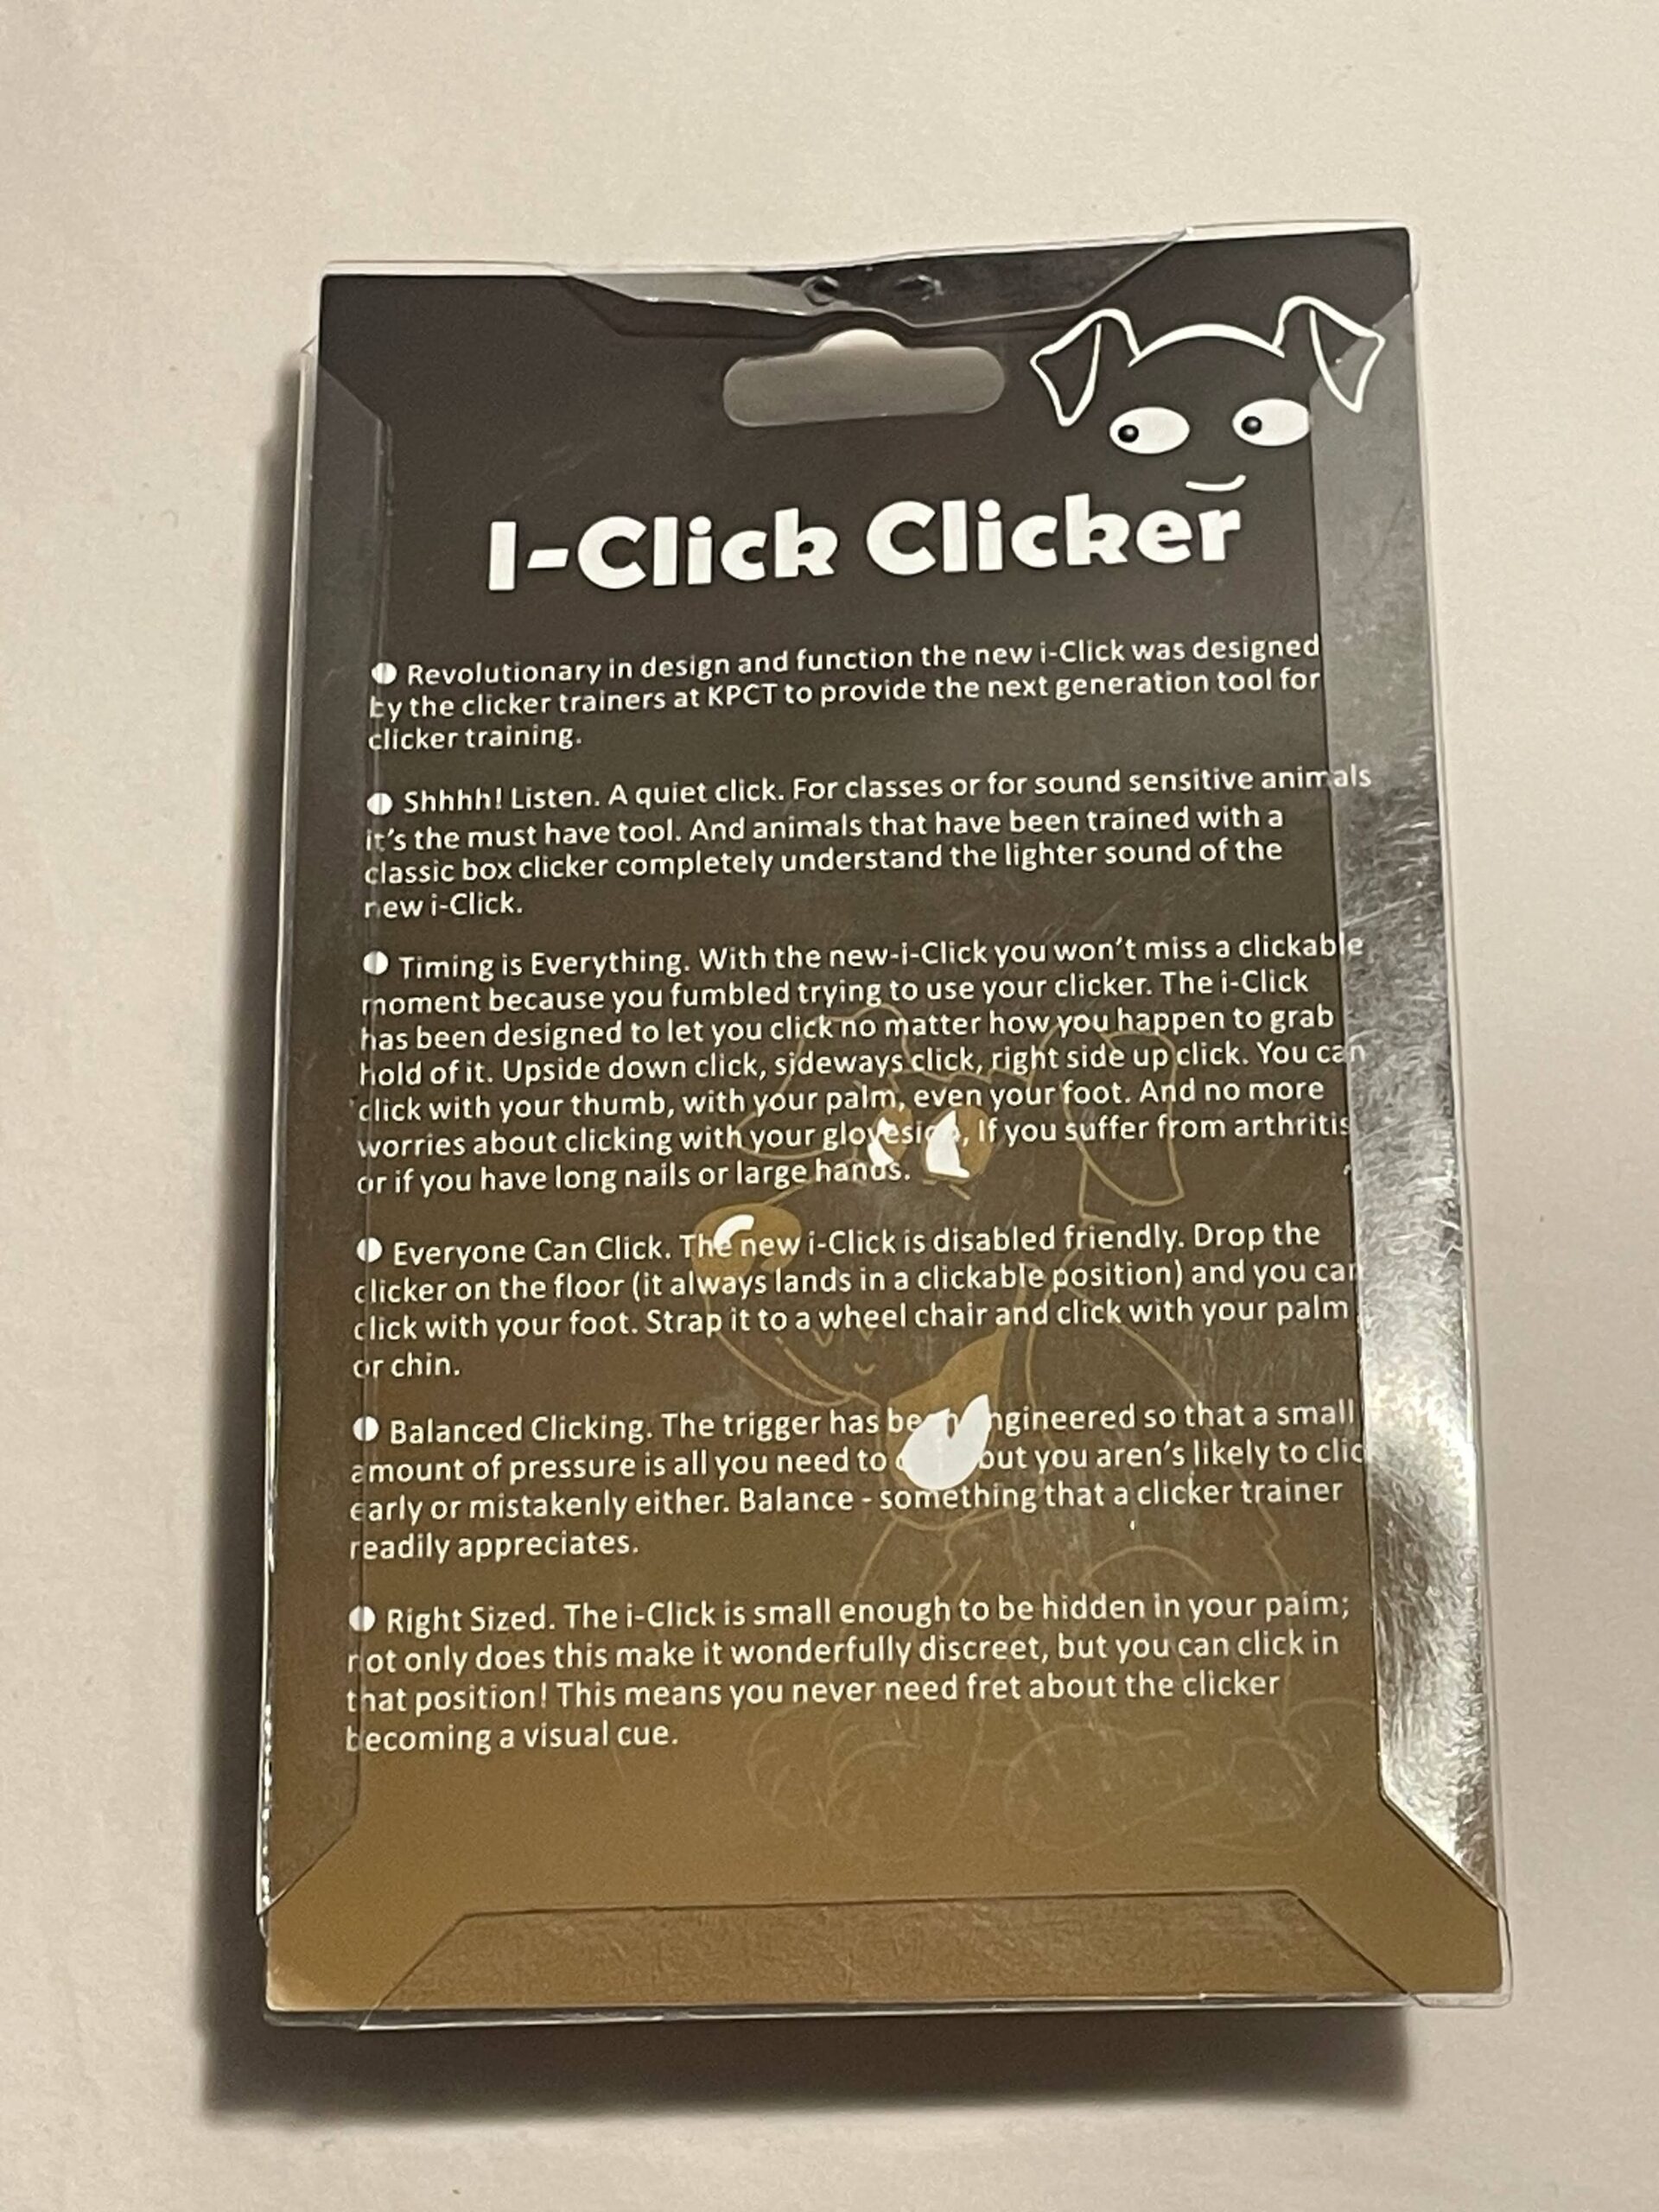 I-Click Clicker
Revolutionary in design and function the new i-Click was designed
by the clicker trainers at KPCT to provide the next generation tool for
clicker training.
Shhhh! Listen. A quiet click. For classes or for sound sensitive animals
it's the must have tool. And animals that have been trained with a
classic box clicker completely understand the lighter sound of the
new i-Click.
Timing is Everything. With the new-i-Click you won't miss a clickable
moment because you fumbled trying to use your clicker. The i-Click
has been designed to let you click no matter how you happen to grab
hold of it. Upside down click, sideways click, right side up click. You can
click with your thumb, with your palm, even your foot. And no more
worries about clicking with your If you suffer from arthritis
or if you have long nails or large hands.
Everyone Can Click. The new i-Click is disabled friendly. Drop the
clicker on the floor (it always lands in a clickable position) and you can
click with your foot. Strap it to a wheel chair and click with your palm
or chin.
Balanced Clicking. The trigger has been engineered so that a small
amount of pressure is all you need to but you aren's likely to clic
early or mistakenly either. Balance - something that a clicker trainer
readily appreciates.
Right Sized. The i-Click is small enough to be hidden in your paim;
not only does this make it wonderfully discreet, but you can click in
that position! This means you never need fret about the clicker
becoming a visual cue.